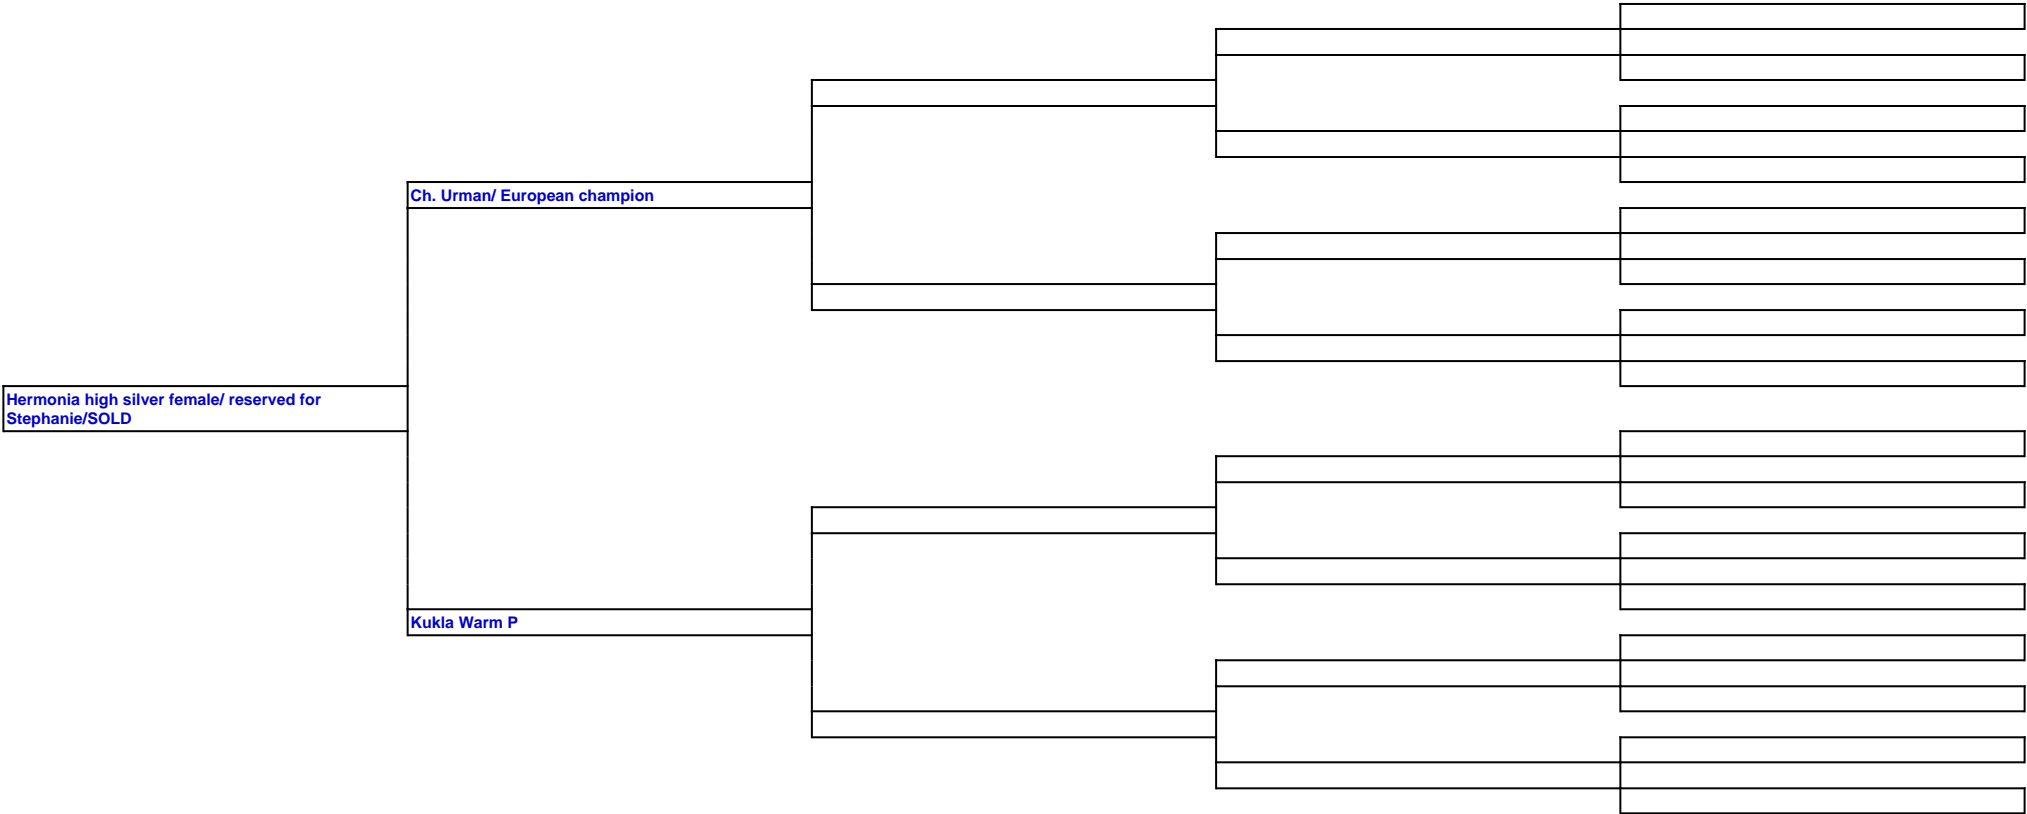 Ch. Urman/ European champion
Hermonia high silver female/ reserved for
Stephanie/SOLD
Kukla Warm P